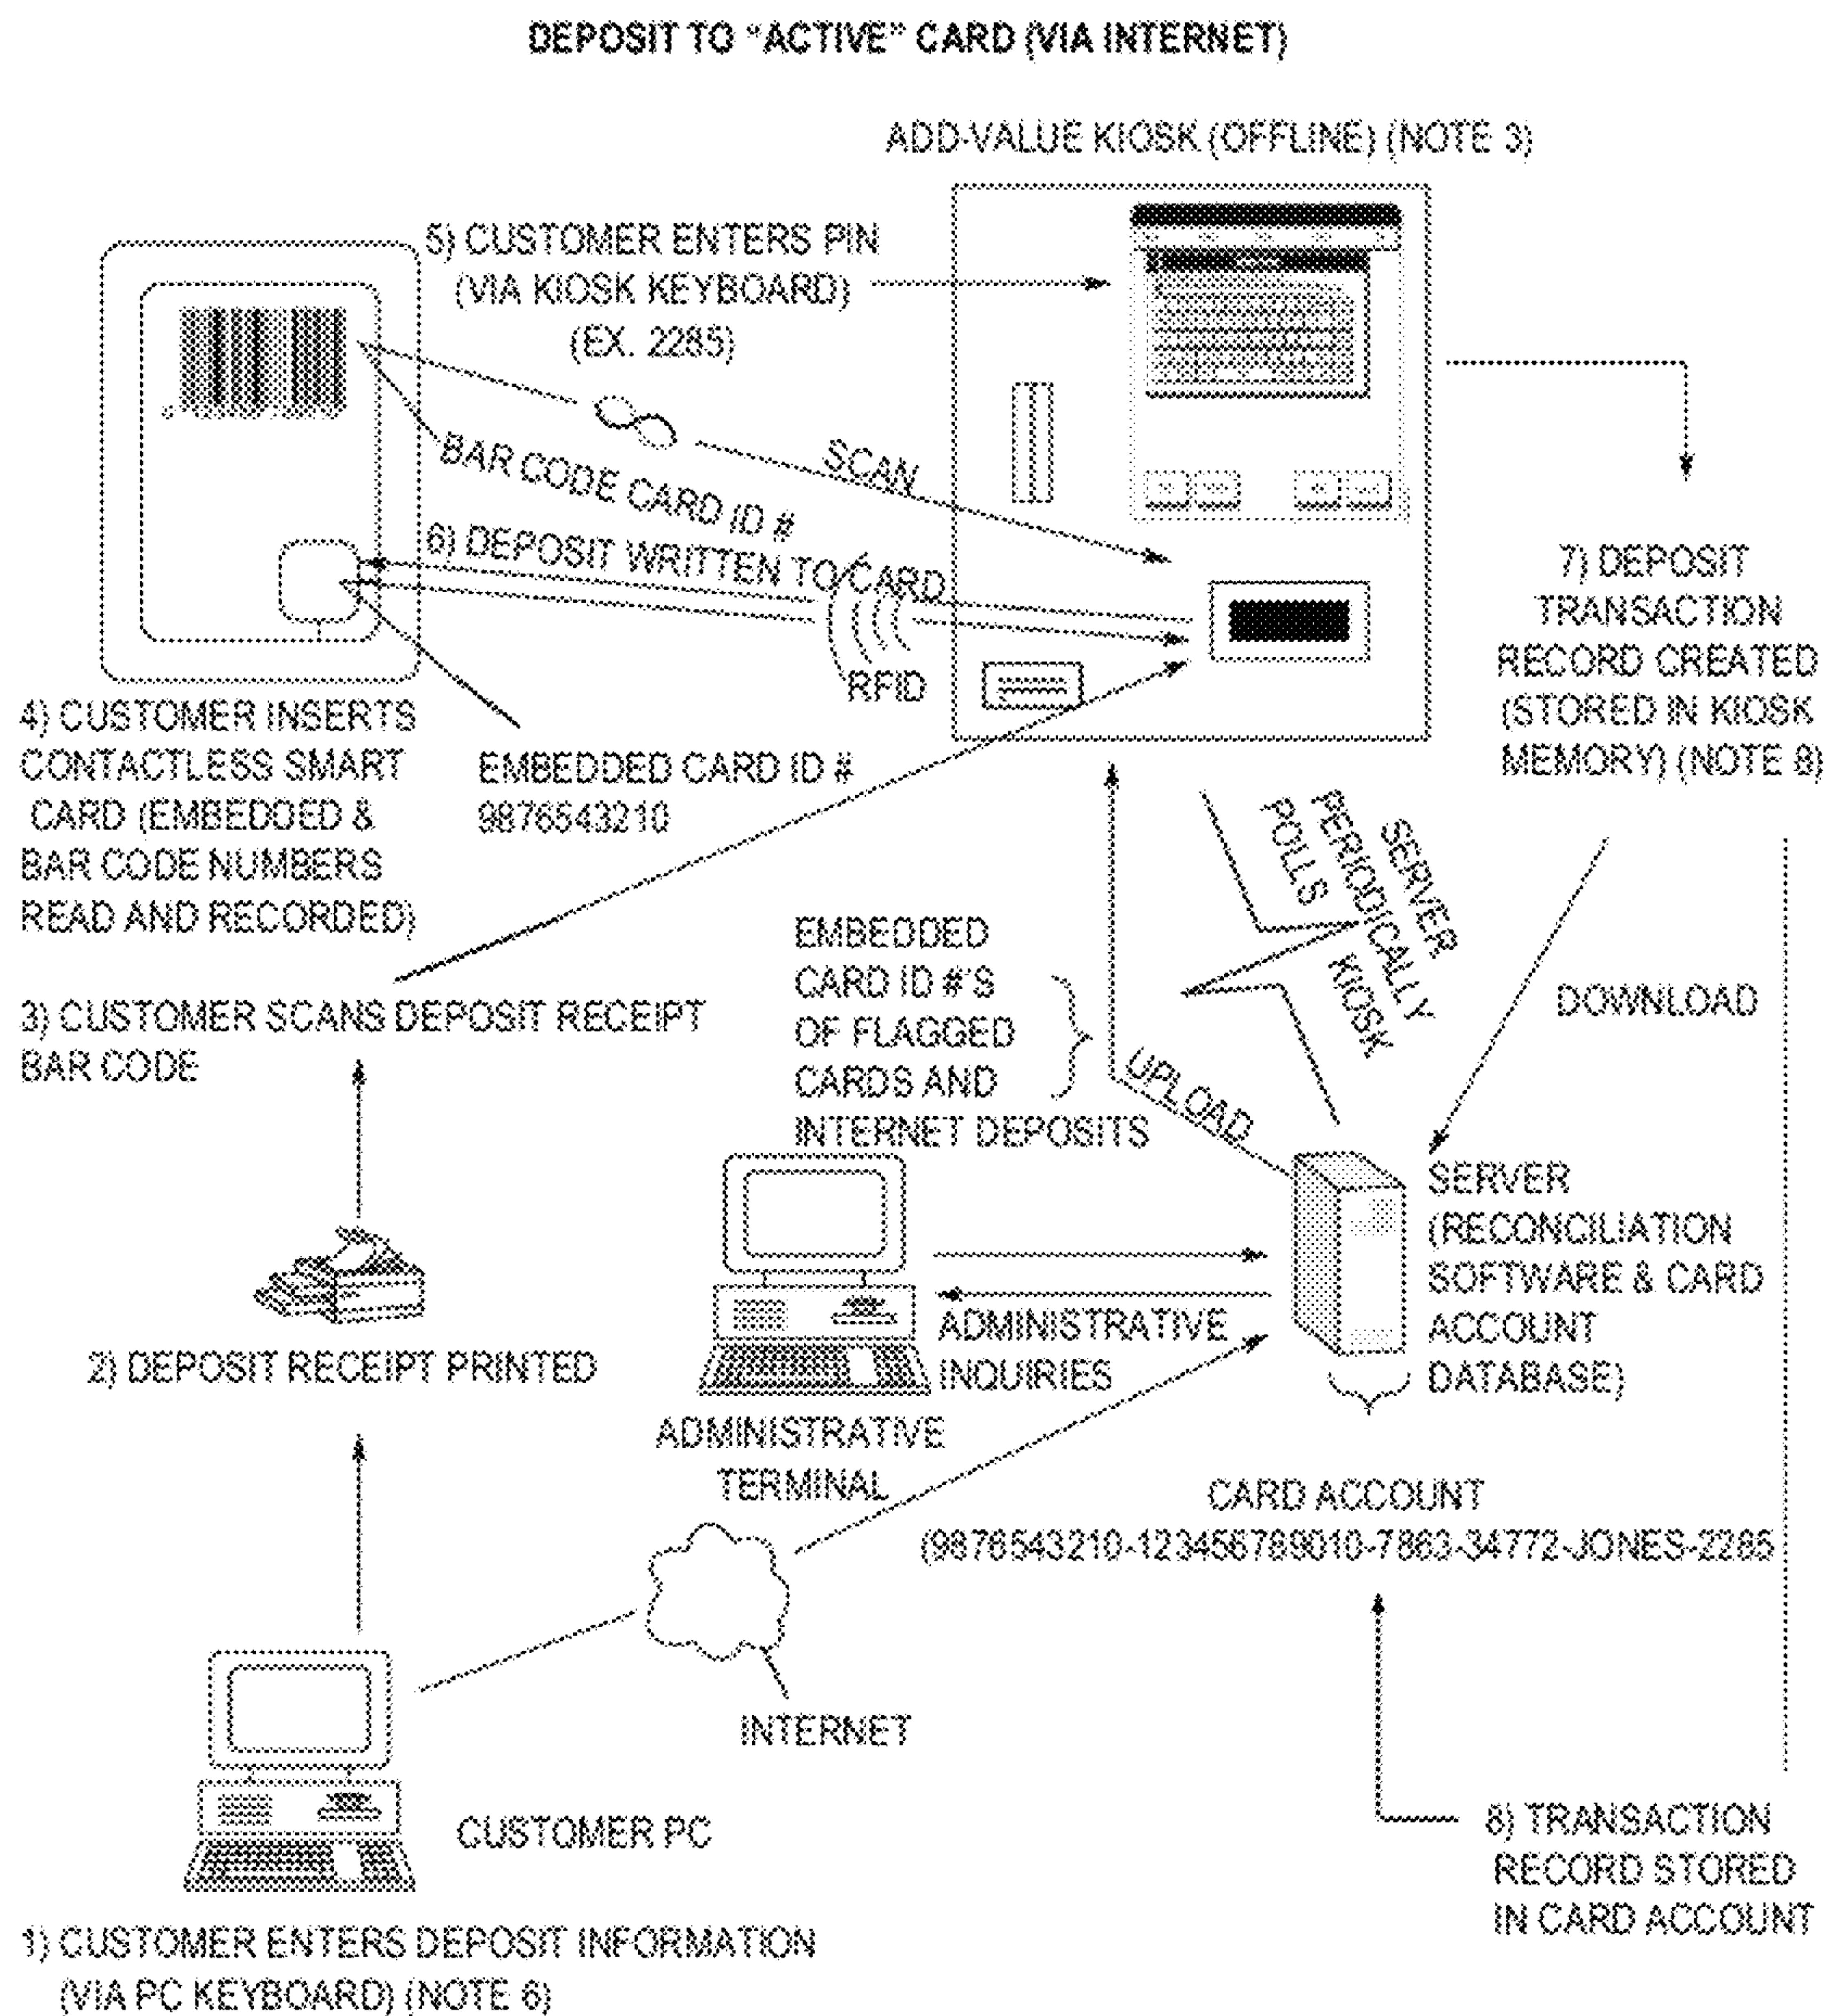 DEPOSIT TO "ACTIVE" CARD (VIA INTERNET)
ADD-VALUE KIOSK (OFFLINE) (NOTE 3)
5) CUSTOMER ENTERS PIN
(VIA KIOSK KEYBOARD)
(EX. 2285)
SCAN
BAR CODE CARD ID #
6) DEPOSIT WRITTEN TO CARD
RFID
7) DEPOSIT
TRANSACTION
RECORD CREATED
(STORED IN KIOSK
MEMORY) (NOTE 8)
4) CUSTOMER INSERTS
CONTACTLESS SMART
CARD (EMBEDDED &
BAR CODE NUMBERS
READ AND RECORDED)
EMBEDDED CARD ID #
9876543210
SERVER
PERIODICALLY
POLLS
KIOSK
EMBEDDED
CARD ID #'S
OF FLAGGED
CARDS AND
INTERNET DEPOSITS
UPLOAD
DOWNLOAD
3) CUSTOMER SCANS DEPOSIT RECEIPT
BAR CODE
SERVER
(RECONCILIATION
SOFTWARE & CARD
ACCOUNT
DATABASE)
ADMINISTRATIVE
INQUIRIES
2) DEPOSIT RECEIPT PRINTED
ADMINISTRATIVE
TERMINAL
CARD ACCOUNT
(9876543210-123456789010-7863-34772-JONES-2285
INTERNET
CUSTOMER PC
8) TRANSACTION
RECORD STORED
IN CARD ACCOUNT
1) CUSTOMER ENTERS DEPOSIT INFORMATION
(VIA PC KEYBOARD) (NOTE 6)